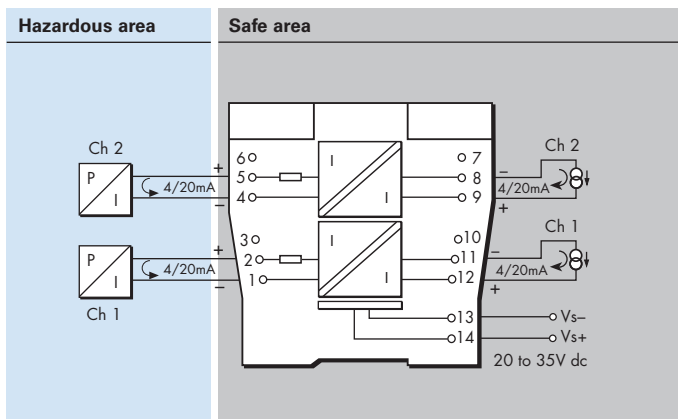 Hazardous area
Safe area
Ch 2
P
I
4/20mA
+
−
6
5
4
I
I
7
8
9
−
4/20mA
+
Ch 2
P
I
4/20mA
+
−
Ch 1
3
2
1
I
I
10
11
12
−
4/20mA
+
Ch 1
13
14
Vs−
Vs+
20 to 35V dc